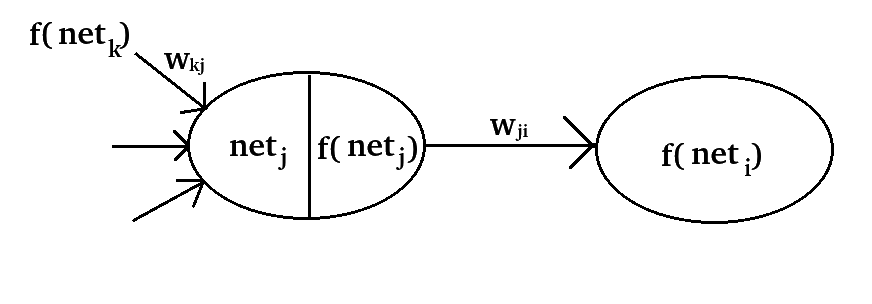 f(net_k)
w_kj
net_j
f(net_j)
w_ji
f(net_i)